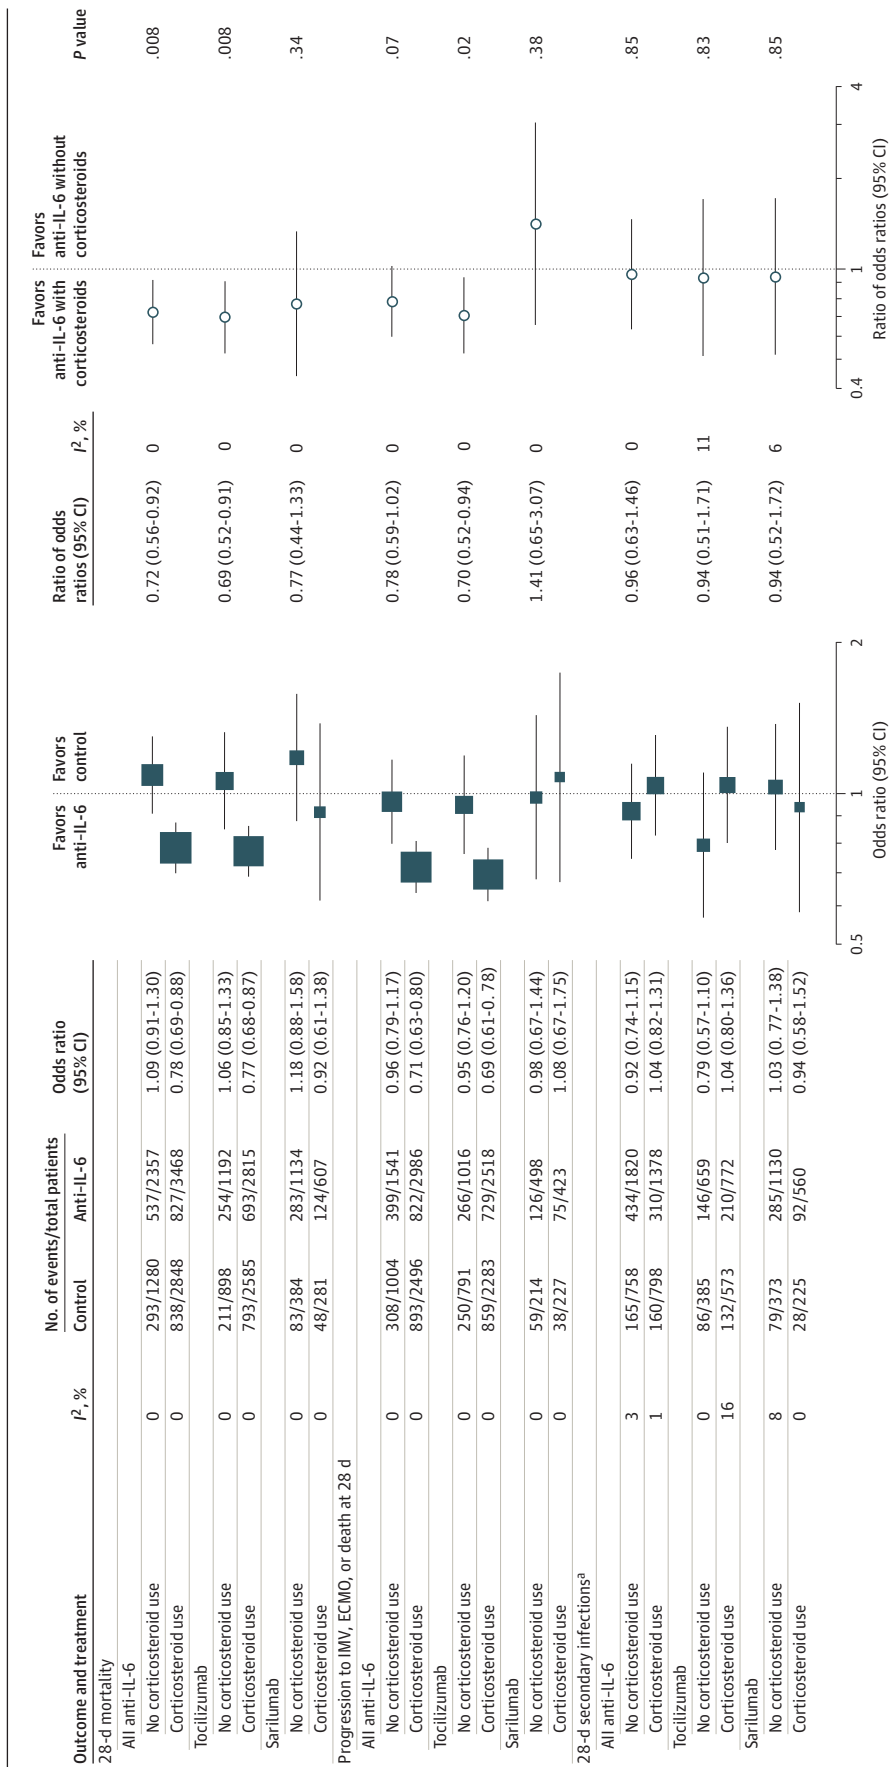 Outcome and treatment I², % No. of events/total patients Odds ratio (95% CI) Favors anti-IL-6 Favors control Ratio of odds ratios (95% CI) I², % Favors anti-IL-6 with corticosteroids Favors anti-IL-6 without corticosteroids P value
Control Anti-IL-6
28-d mortality
All anti-IL-6
No corticosteroid use 0 293/1280 537/2357 1.09 (0.91-1.30) 0.72 (0.56-0.92) 0 .008
Corticosteroid use 0 838/2848 827/3468 0.78 (0.69-0.88)
Tocilizumab
No corticosteroid use 0 211/898 254/1192 1.06 (0.85-1.33) 0.69 (0.52-0.91) 0 .008
Corticosteroid use 0 793/2585 693/2815 0.77 (0.68-0.87)
Sarilumab
No corticosteroid use 0 83/384 283/1134 1.18 (0.88-1.58) 0.77 (0.44-1.33) 0 .34
Corticosteroid use 0 48/281 124/607 0.92 (0.61-1.38)
Progression to IMV, ECMO, or death at 28 d
All anti-IL-6
No corticosteroid use 0 308/1004 399/1541 0.96 (0.79-1.17) 0.78 (0.59-1.02) 0 .07
Corticosteroid use 0 893/2496 822/2986 0.71 (0.63-0.80)
Tocilizumab
No corticosteroid use 0 250/791 266/1016 0.95 (0.76-1.20) 0.70 (0.52-0.94) 0 .02
Corticosteroid use 0 859/2283 729/2518 0.69 (0.61-0. 78)
Sarilumab
No corticosteroid use 0 59/214 126/498 0.98 (0.67-1.44) 1.41 (0.65-3.07) 0 .38
Corticosteroid use 0 38/227 75/423 1.08 (0.67-1.75)
28-d secondary infectionsᵃ
All anti-IL-6
No corticosteroid use 3 165/758 434/1820 0.92 (0.74-1.15) 0.96 (0.63-1.46) 0 .85
Corticosteroid use 1 160/798 310/1378 1.04 (0.82-1.31)
Tocilizumab
No corticosteroid use 0 86/385 146/659 0.79 (0.57-1.10) 0.94 (0.51-1.71) 11 .83
Corticosteroid use 16 132/573 210/772 1.04 (0.80-1.36)
Sarilumab
No corticosteroid use 8 79/373 285/1130 1.03 (0. 77-1.38) 0.94 (0.52-1.72) 6 .85
Corticosteroid use 0 28/225 92/560 0.94 (0.58-1.52)
0.5 1 2 0.4 1 4
Odds ratio (95% CI) Ratio of odds ratios (95% CI)